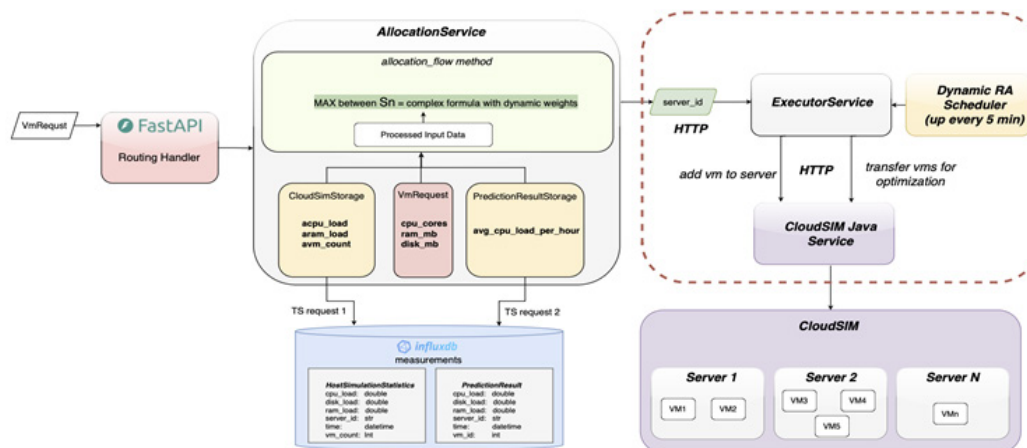 AllocationService
allocation_flow method
MAX between Sn = complex formula with dynamic weights
Processed Input Data
VmRequst
FastAPI
Routing Handler
CloudSimStorage
acpu_load
aram_load
avm_count
VmRequest
cpu_cores
ram_mb
disk_mb
PredictionResultStorage
avg_cpu_load_per_hour
TS request 1
TS request 2
influxdb
measurements
HostSimulationStatistics
cpu_load: double
disk_load: double
ram_load: double
server_id: str
time: datetime
vm_count: int
PredictionResult
cpu_load: double
disk_load: double
ram_load: double
server_id: str
time: datetime
vm_id: int
server_id
HTTP
ExecutorService
Dynamic RA
Scheduler
(up every 5 min)
add vm to server
HTTP
transfer vms for
optimization
CloudSIM Java
Service
CloudSIM
Server 1
VM1
VM2
Server 2
VM3
VM4
VM5
Server N
VMn